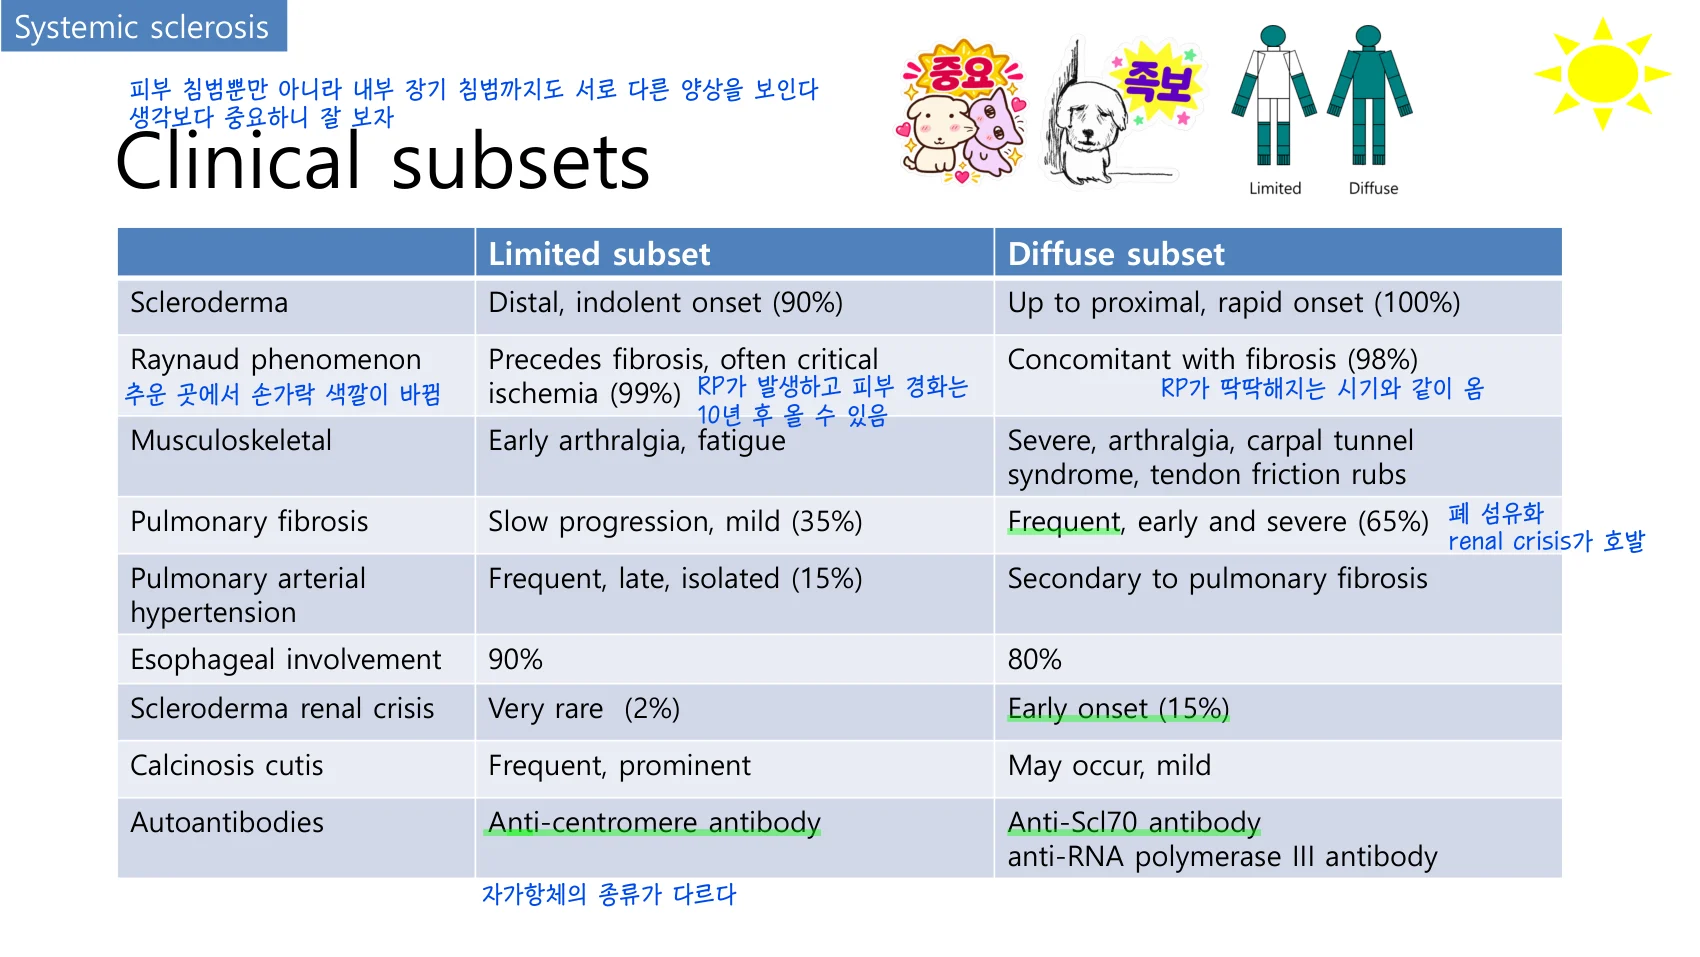 Systemic sclerosis
피부 침범뿐만 아니라 내부 장기 침범까지도 서로 다른 양상을 보인다
생각보다 중요하니 잘 보자
Clinical subsets
중요
족보
Limited
Diffuse
Limited subset
Diffuse subset
Scleroderma
Distal, indolent onset (90%)
Up to proximal, rapid onset (100%)
Raynaud phenomenon
추운 곳에서 손가락 색깔이 바뀜
Precedes fibrosis, often critical
ischemia (99%)
RP가 발생하고 피부 경화는
10년 후 올 수 있음
Concomitant with fibrosis (98%)
RP가 딱딱해지는 시기와 같이 옴
Musculoskeletal
Early arthralgia, fatigue
Severe, arthralgia, carpal tunnel
syndrome, tendon friction rubs
Pulmonary fibrosis
Slow progression, mild (35%)
Frequent, early and severe (65%)
폐 섬유화
renal crisis가 호발
Pulmonary arterial
hypertension
Frequent, late, isolated (15%)
Secondary to pulmonary fibrosis
Esophageal involvement
90%
80%
Scleroderma renal crisis
Very rare (2%)
Early onset (15%)
Calcinosis cutis
Frequent, prominent
May occur, mild
Autoantibodies
Anti-centromere antibody
Anti-Scl70 antibody
anti-RNA polymerase III antibody
자가항체의 종류가 다르다